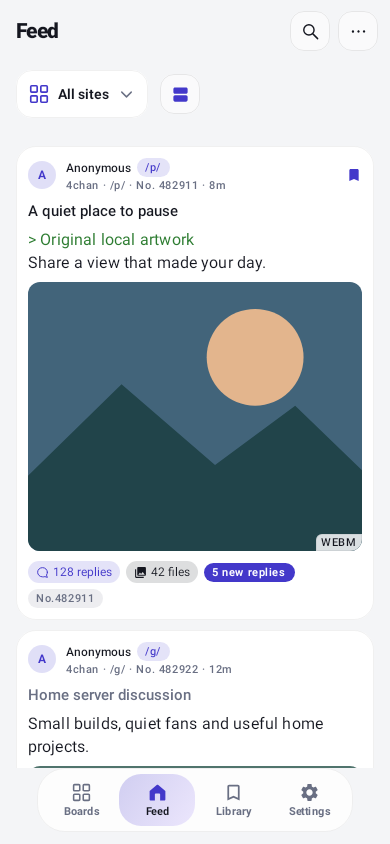 Feed
All sites
A
Anonymous /p/
4chan · /p/ · No. 482911 · 8m
A quiet place to pause
> Original local artwork
Share a view that made your day.
WEBM
128 replies
42 files
5 new replies
No.482911
A
Anonymous /g/
4chan · /g/ · No. 482922 · 12m
Home server discussion
Small builds, quiet fans and useful home
projects.
Boards
Feed
Library
Settings